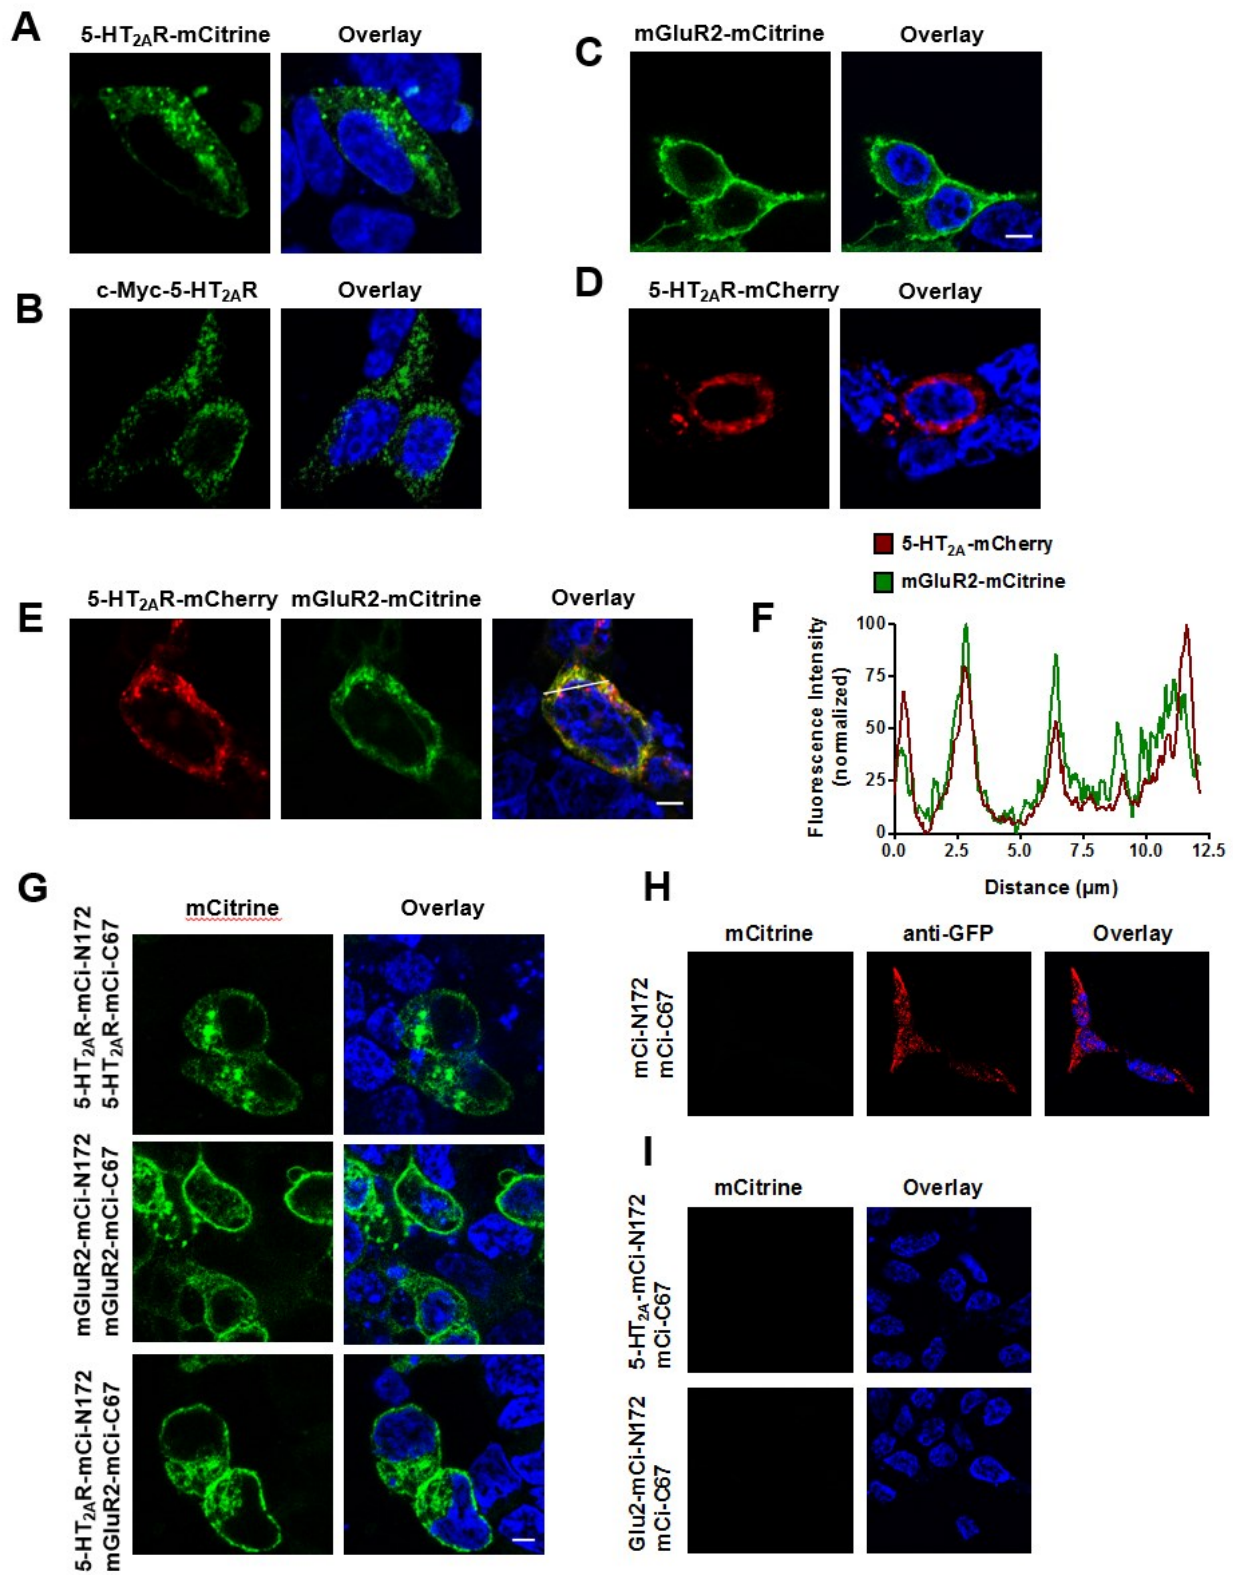 A
5-HT2AR-mCitrine
Overlay
C
mGluR2-mCitrine
Overlay
B
c-Myc-5-HT2AR
Overlay
D
5-HT2AR-mCherry
Overlay
5-HT2A-mCherry
mGluR2-mCitrine
E
5-HT2AR-mCherry
mGluR2-mCitrine
Overlay
F
Fluorescence Intensity
(normalized)
100
75
50
25
0
0.0
2.5
5.0
7.5
10.0
12.5
Distance (µm)
G
mCitrine
Overlay
5-HT2AR-mCi-N172
5-HT2AR-mCi-C67
mGluR2-mCi-N172
mGluR2-mCi-C67
5-HT2AR-mCi-N172
mGluR2-mCi-C67
H
mCitrine
anti-GFP
Overlay
mCi-N172
mCi-C67
I
mCitrine
Overlay
5-HT2A-mCi-N172
mCi-C67
Glu2-mCi-N172
mCi-C67